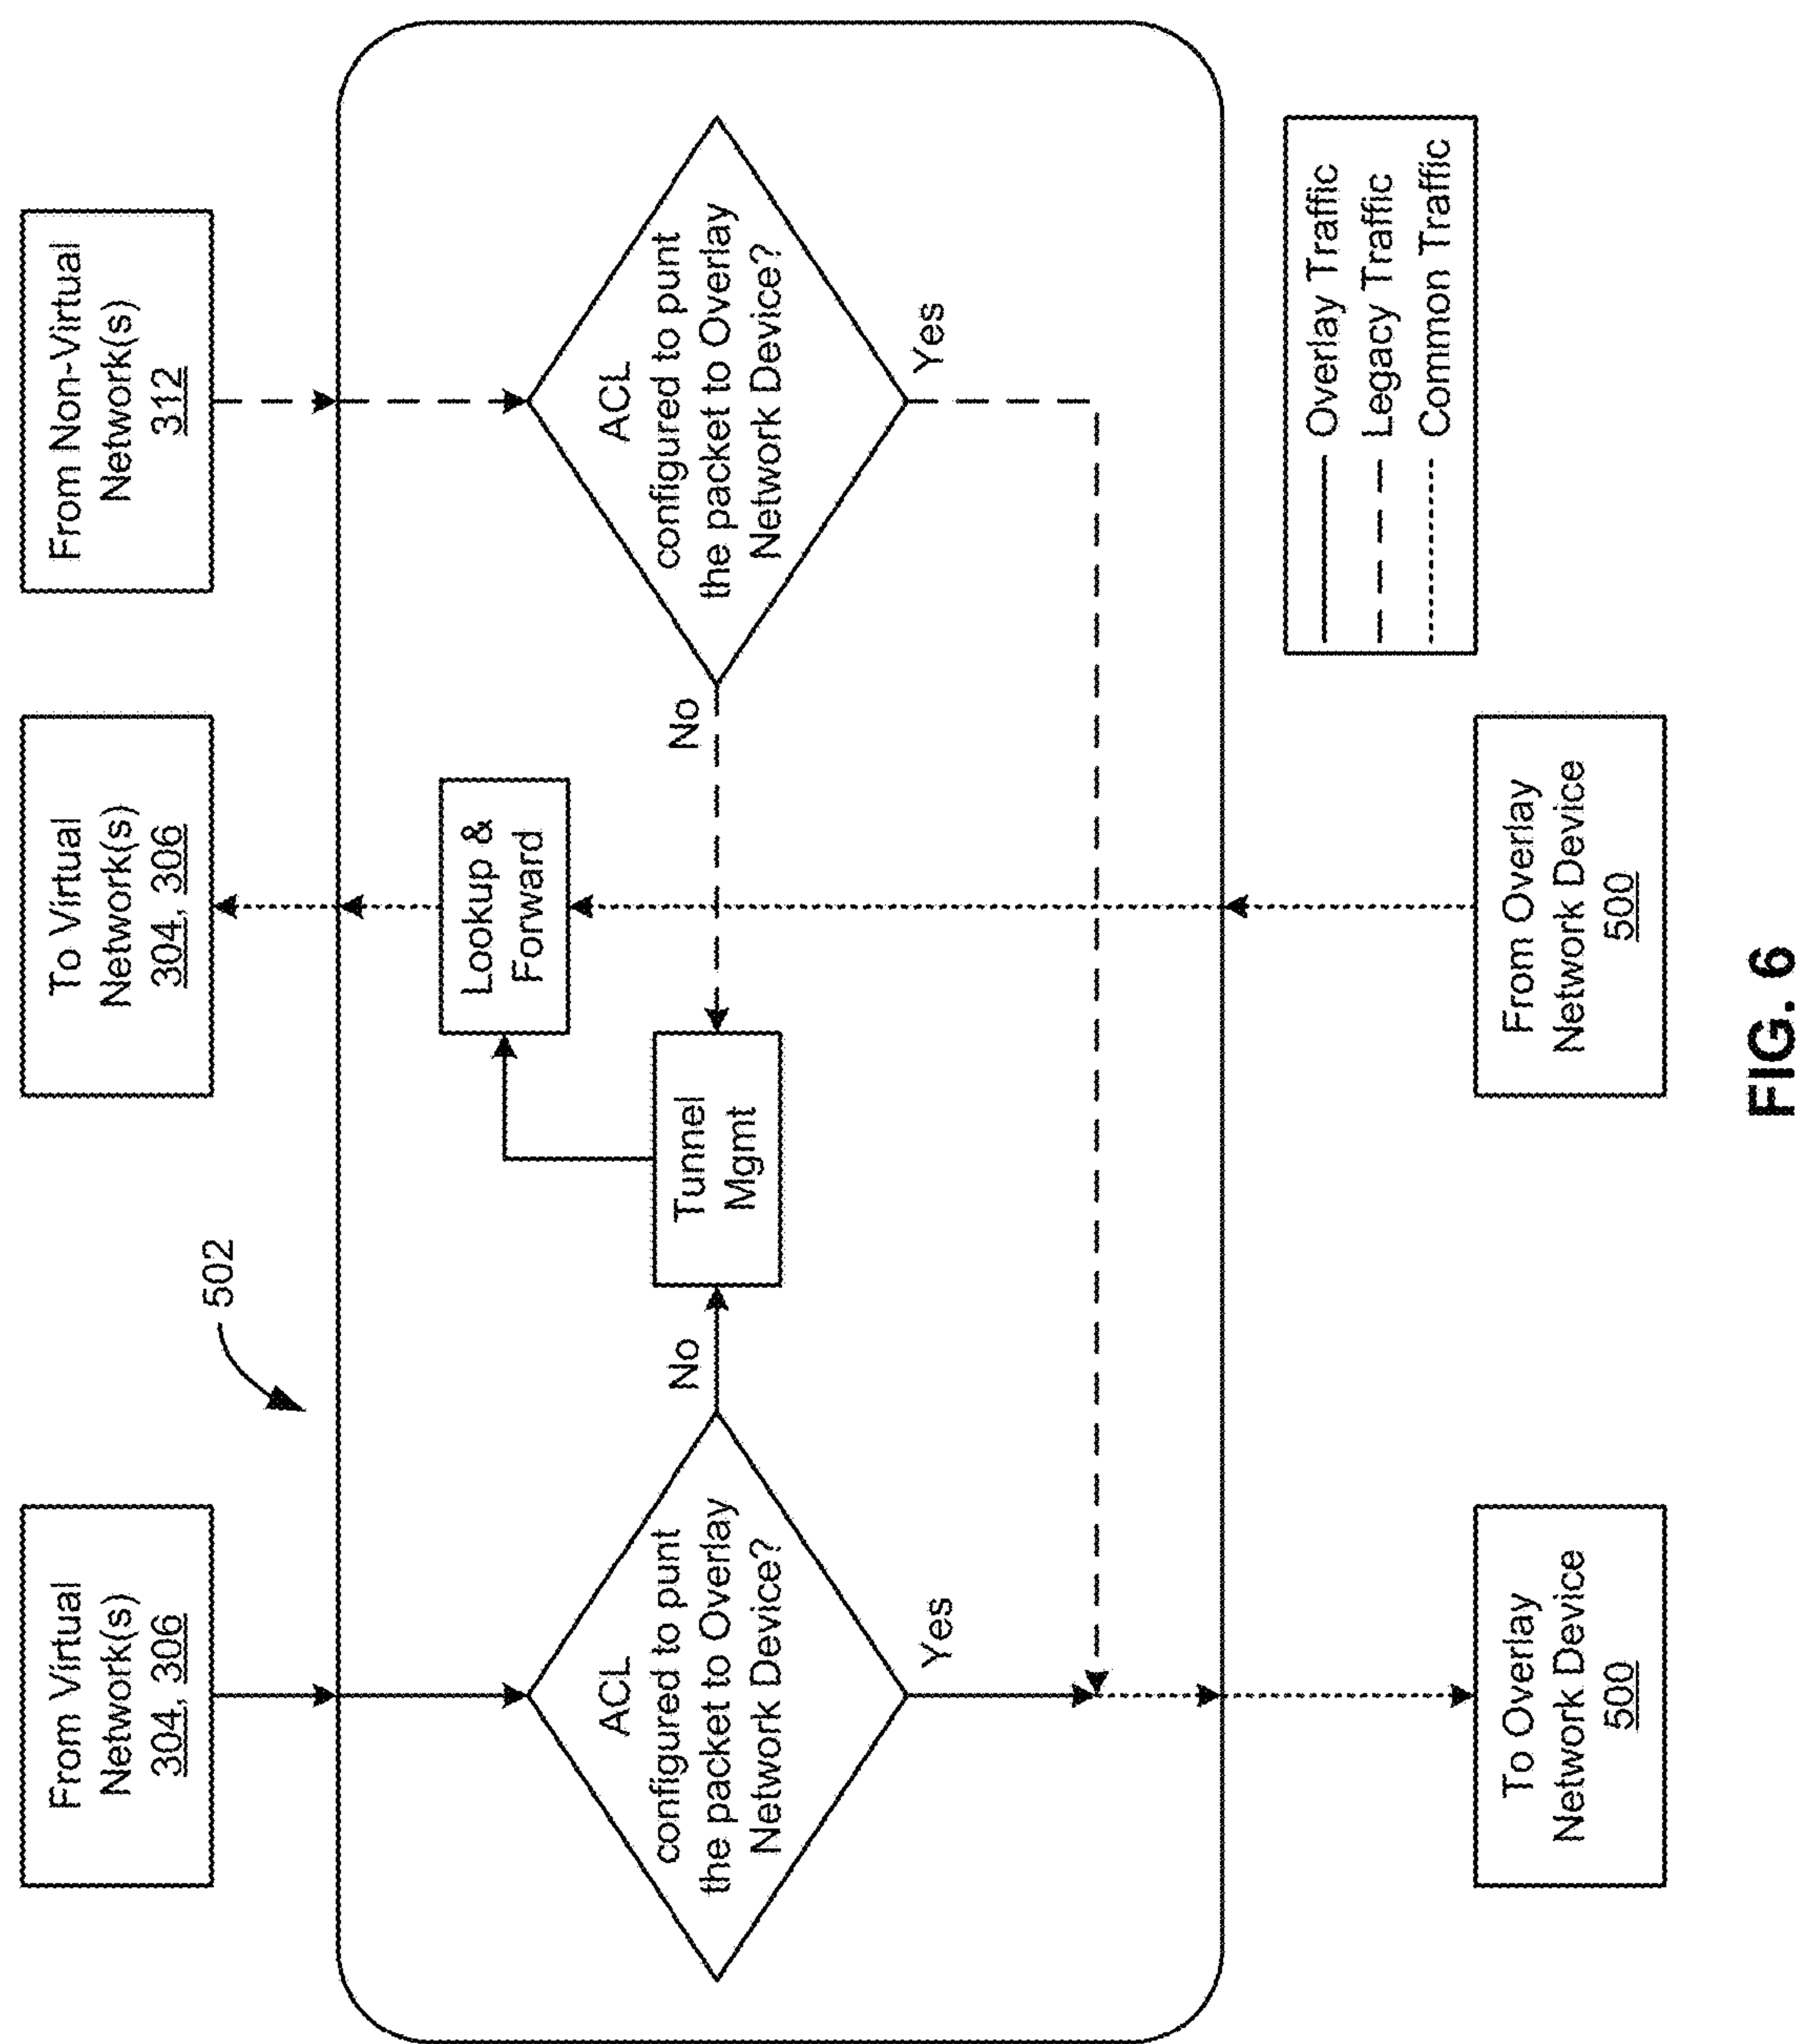 From Virtual
Network(s)
304, 306
To Virtual
Network(s)
304, 306
From Non-Virtual
Network(s)
312
502
ACL
configured to punt
the packet to Overlay
Network Device?
No
Yes
Tunnel
Mgmt
Lookup &
Forward
No
ACL
configured to punt
the packet to Overlay
Network Device?
Yes
To Overlay
Network Device
500
From Overlay
Network Device
500
Overlay Traffic
Legacy Traffic
Common Traffic
FIG. 6